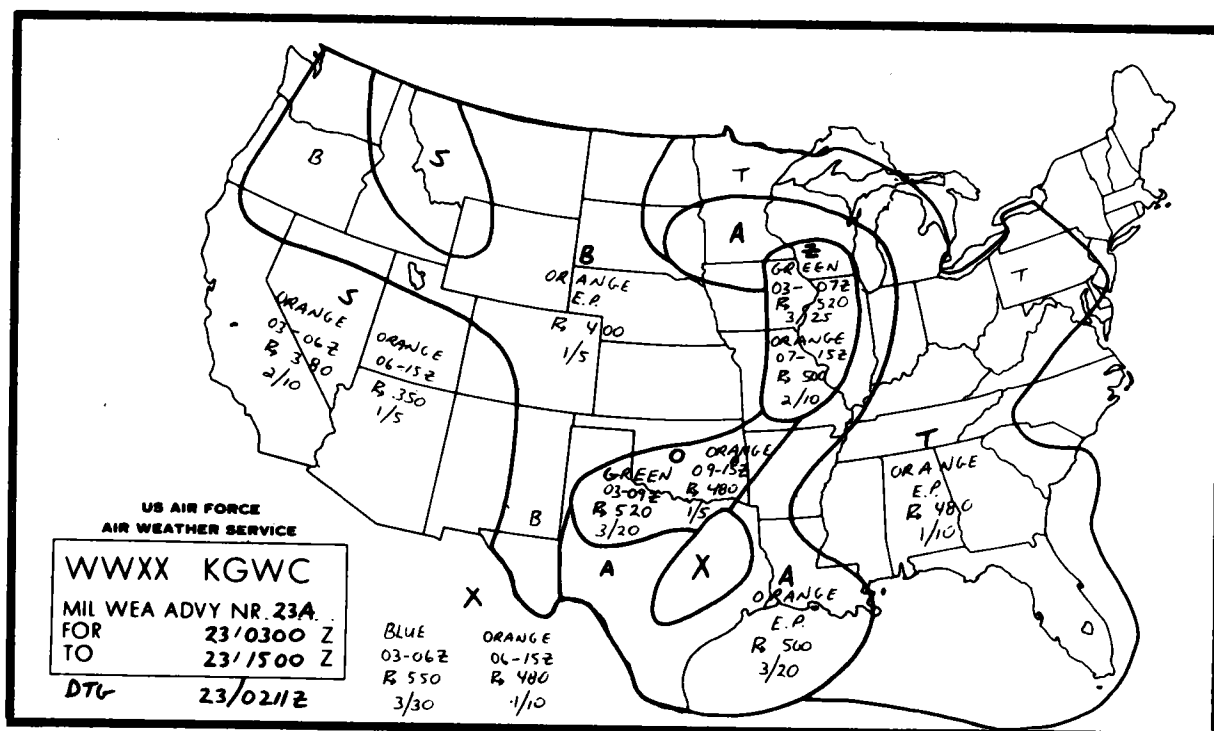 B
S
T
A
B
ORANGE
E.P.
R 400
1/5
Z
GREEN
03-07Z
R 520
3/25
ORANGE
07-15Z
R 500
2/10
T
S
ORANGE
03-06Z
R 380
2/10
ORANGE
06-15Z
R 350
1/5
O
GREEN
03-09Z
R 520
3/20
ORANGE
09-15Z
R 480
1/5
T
ORANGE
E.P.
R 480
1/10
B
A
X
A
ORANGE
E.P.
R 500
3/20
US AIR FORCE
AIR WEATHER SERVICE
WWXX KGWC
MIL WEA ADVY NR. 23A
FOR 23/0300 Z
TO 23/1500 Z
DTG 23/0211Z
X
BLUE
03-06Z
R 550
3/30
ORANGE
06-15Z
R 480
1/10